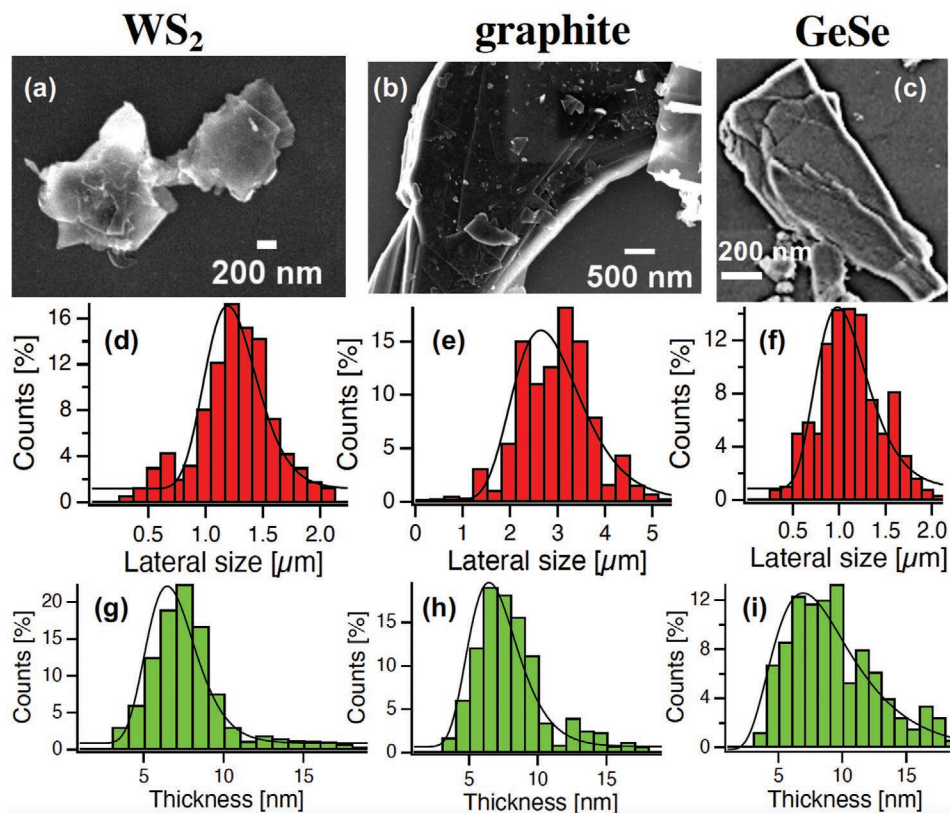 WS₂ graphite GeSe
(a) (b) (c)
200 nm 500 nm 200 nm
(d) (e) (f)
Counts [%] Counts [%] Counts [%]
16 12 8 4 0
15 10 5 0
12 8 4 0
0.5 1.0 1.5 2.0
0 1 2 3 4 5
0.0 0.5 1.0 1.5 2.0
Lateral size [µm] Lateral size [µm] Lateral size [µm]
(g) (h) (i)
Counts [%] Counts [%] Counts [%]
20 15 10 5 0
20 15 10 5 0
12 8 4 0
5 10 15
5 10 15
5 10 15
Thickness [nm] Thickness [nm] Thickness [nm]